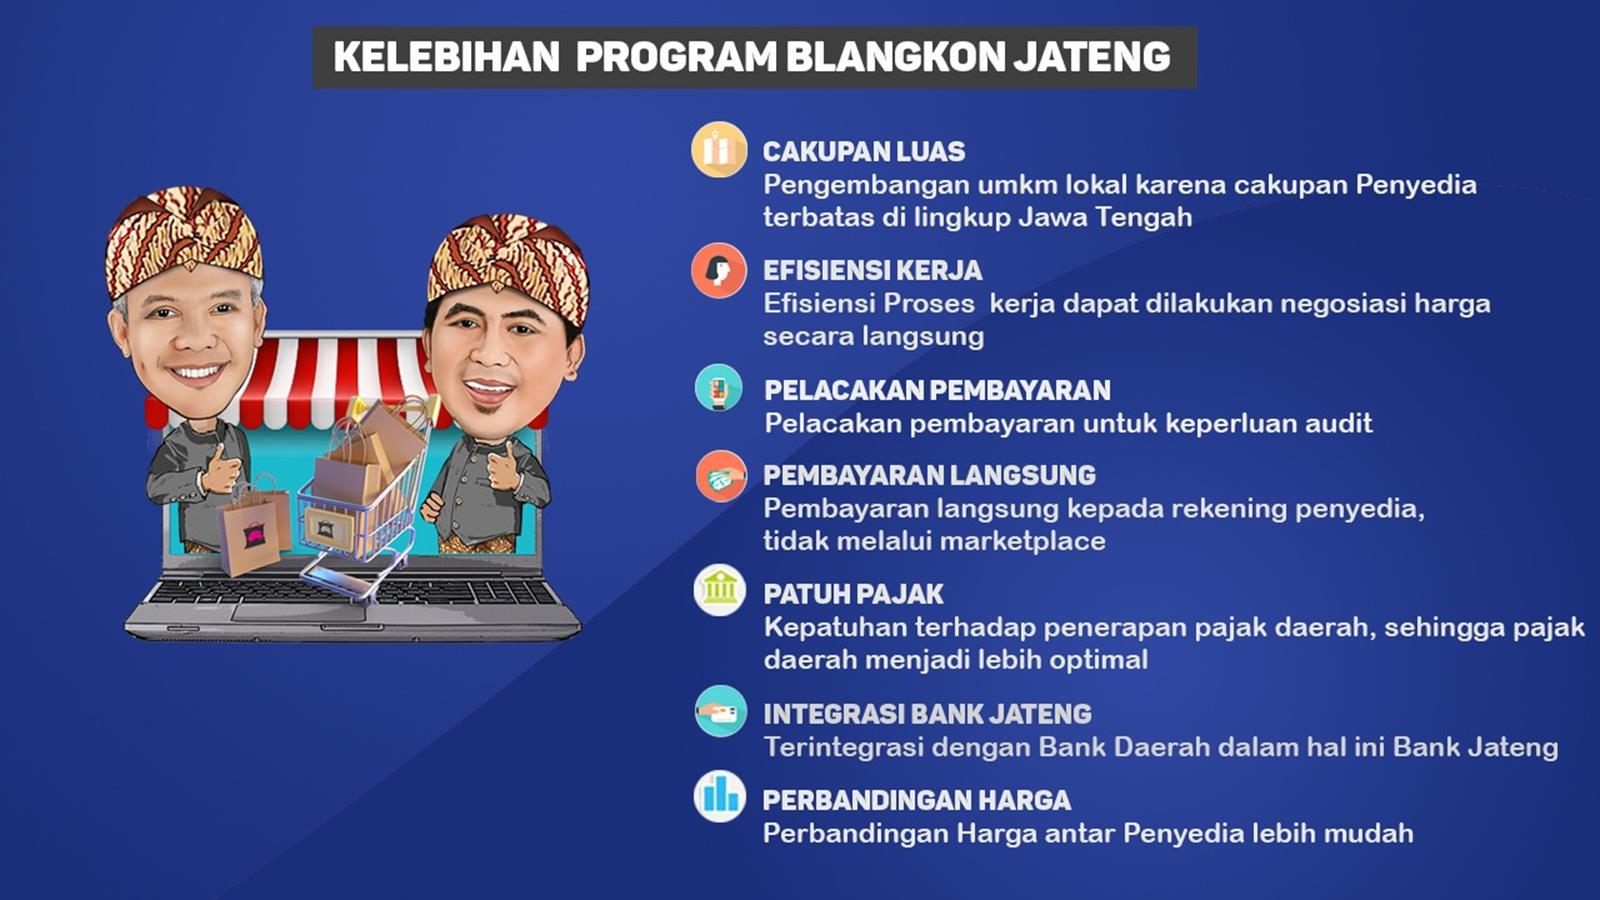 KELEBIHAN PROGRAM BLANGKON JATENG
CAKUPAN LUAS
Pengembangan umkm lokal karena cakupan Penyedia
terbatas di lingkup Jawa Tengah
EFISIENSI KERJA
Efisiensi Proses kerja dapat dilakukan negosiasi harga
secara langsung
PELACAKAN PEMBAYARAN
Pelacakan pembayaran untuk keperluan audit
PEMBAYARAN LANGSUNG
Pembayaran langsung kepada rekening penyedia,
tidak melalui marketplace
PATUH PAJAK
Kepatuhan terhadap penerapan pajak daerah, sehingga pajak
daerah menjadi lebih optimal
INTEGRASI BANK JATENG
Terintegrasi dengan Bank Daerah dalam hal ini Bank Jateng
PERBANDINGAN HARGA
Perbandingan Harga antar Penyedia lebih mudah